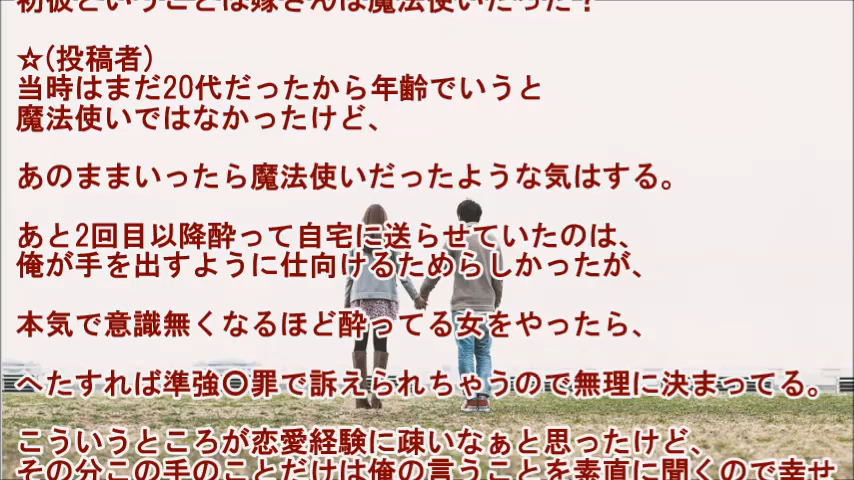 初彼ということは嫁さんは魔法使いだった？
☆(投稿者)
当時はまだ20代だったから年齢でいうと
魔法使いではなかったけど、
あのままいったら魔法使いだったような気はする。
あと2回目以降酔って自宅に送らせていたのは、
俺が手を出すように仕向けるためらしかったが、
本気で意識無くなるほど酔ってる女をやったら、
へたすれば準強〇罪で訴えられちゃうので無理に決まってる。
こういうところが恋愛経験に疎いなぁと思ったけど、
その分この手のことだけは俺の言うことを素直に聞くので幸せ